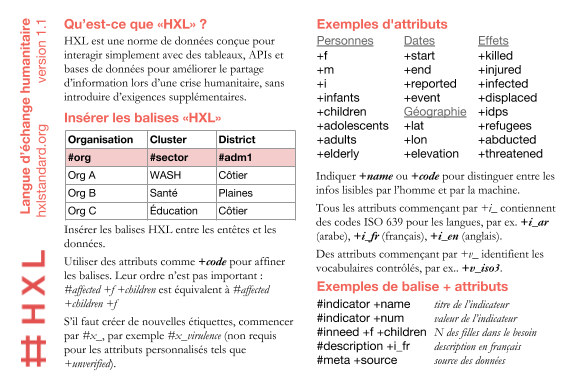 #HXL
Langue d'échange humanitaire
version 1.1
hxlstandard.org
Qu'est-ce que «HXL» ?
HXL est une norme de données conçue pour
interagir simplement avec des tableaux, APIs et
bases de données pour améliorer le partage
d'information lors d'une crise humanitaire, sans
introduire d'exigences supplémentaires.
Insérer les balises «HXL»
Organisation Cluster District
#org #sector #adm1
Org A WASH Côtier
Org B Santé Plaines
Org C Éducation Côtier
Insérer les balises HXL entre les entêtes et les
données.
Utiliser des attributs comme +code pour affiner
les balises. Leur ordre n'est pas important :
#affected +f +children est équivalent à #affected
+children +f
S'il faut créer de nouvelles étiquettes, commencer
par #x_, par exemple #x_virulence (non requis
pour les attributs personnalisés tels que
+unverified).
Exemples d'attributs
Personnes
+f
+m
+i
+infants
+children
+adolescents
+adults
+elderly
Dates
+start
+end
+reported
+event
Géographie
+lat
+lon
+elevation
Effets
+killed
+injured
+infected
+displaced
+idps
+refugees
+abducted
+threatened
Indiquer +name ou +code pour distinguer entre les
infos lisibles par l'homme et par la machine.
Tous les attributs commençant par +i_ contiennent
des codes ISO 639 pour les langues, par ex. +i_ar
(arabe), +i_fr (français), +i_en (anglais).
Des attributs commençant par +v_ identifient les
vocabulaires contrôlés, par ex.. +v_iso3.
Exemples de balise + attributs
#indicator +name titre de l'indicateur
#indicator +num valeur de l'indicateur
#inneed +f +children N des filles dans le besoin
#description +i_fr description en français
#meta +source source des données